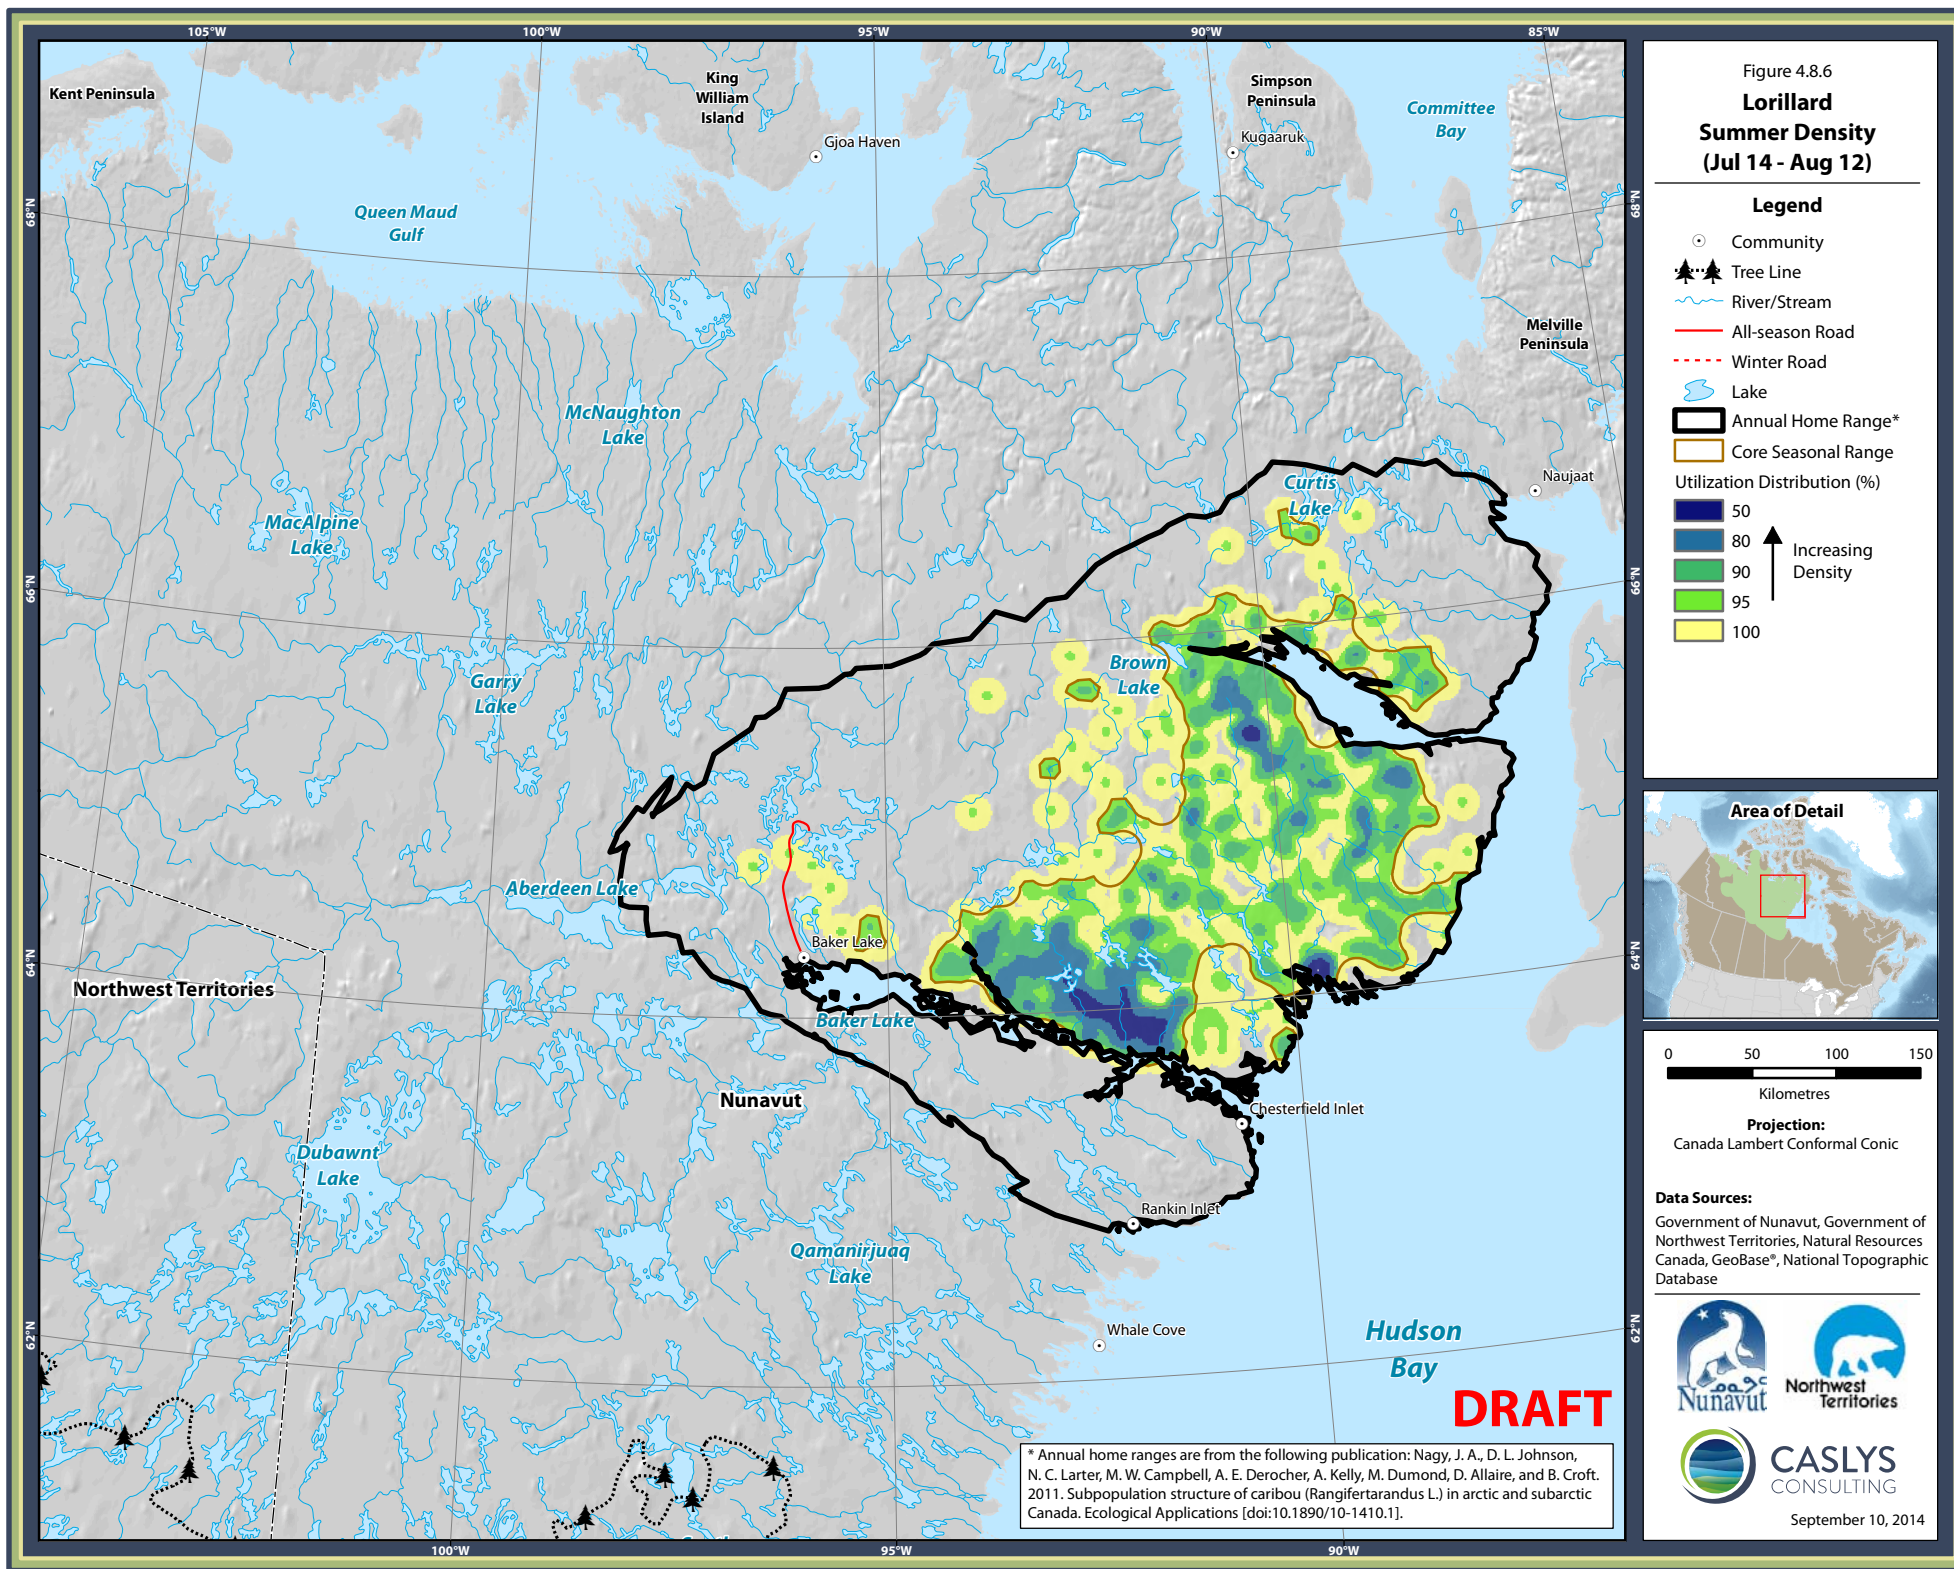 105°W
100°W
95°W
90°W
85°W
Kent Peninsula
King
William
Island
Gjoa Haven
Simpson
Peninsula
Kugaaruk
Committee
Bay
68°N
68°N
Queen Maud
Gulf
Melville
Peninsula
McNaughton
Lake
Naujaat
Curtis
Lake
MacAlpine
Lake
66°N
66°N
Brown
Lake
Garry
Lake
Aberdeen Lake
Baker Lake
64°N
64°N
Northwest Territories
Baker Lake
Nunavut
Chesterfield Inlet
Dubawnt
Lake
Rankin Inlet
Qamanirjuaq
Lake
Whale Cove
62°N
62°N
Hudson
Bay
DRAFT
* Annual home ranges are from the following publication: Nagy, J. A., D. L. Johnson,
N. C. Larter, M. W. Campbell, A. E. Derocher, A. Kelly, M. Dumond, D. Allaire, and B. Croft.
2011. Subpopulation structure of caribou (Rangifertarandus L.) in arctic and subarctic
Canada. Ecological Applications [doi:10.1890/10-1410.1].
100°W
95°W
90°W
Figure 4.8.6
Lorillard
Summer Density
(Jul 14 - Aug 12)
Legend
Community
Tree Line
River/Stream
All-season Road
Winter Road
Lake
Annual Home Range*
Core Seasonal Range
Utilization Distribution (%)
50
80
90
95
100
Increasing
Density
Area of Detail
0 50 100 150
Kilometres
Projection:
Canada Lambert Conformal Conic
Data Sources:
Government of Nunavut, Government of
Northwest Territories, Natural Resources
Canada, GeoBase®, National Topographic
Database
Nunavut
Northwest
Territories
CASLYS
CONSULTING
September 10, 2014